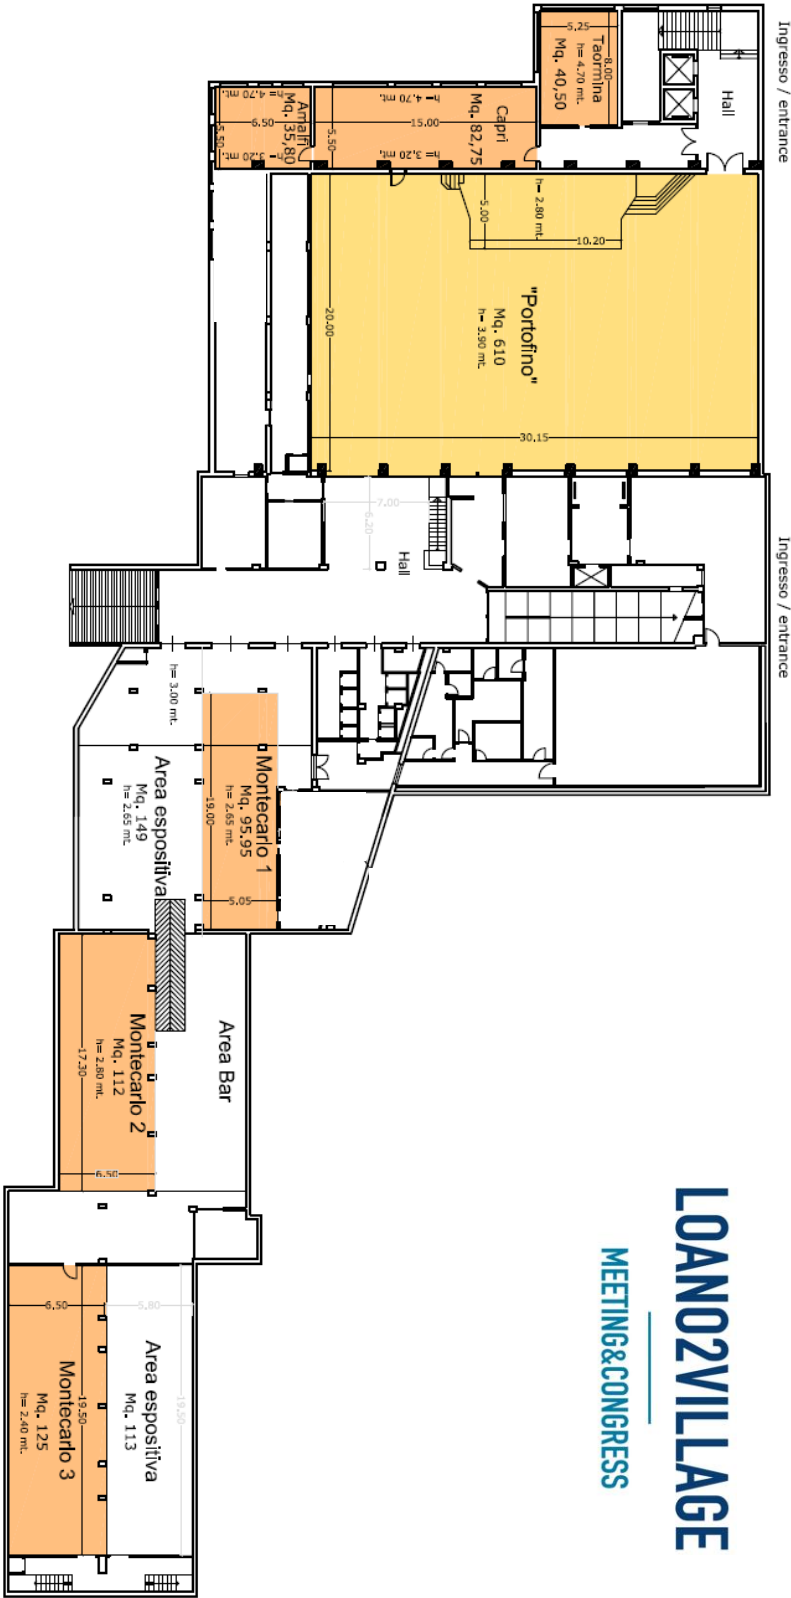 Ingresso / entrance
Hall
5.25
8.00
Taormina
h= 4.70 mt.
Mq. 40,50
Capri
Mq. 82,75
h= 4,70 mt.
15.00
5.50
h= 3,20 mt.
Amalfi
Mq. 35,80
h= 4,70 mt.
6.50
5.50
h= 3.20 mt.
h= 2.80 mt.
5.00
10.20
"Portofino"
Mq. 610
h= 3.90 mt.
20.00
30.15
Ingresso / entrance
7.00
6.20
Hall
h= 3.00 mt.
Montecarlo 1
Mq. 95.95
h= 2.65 mt.
19.00
5.05
Area espositiva
Mq. 149
h= 2.65 mt.
Area Bar
Montecarlo 2
Mq. 112
h= 2.80 mt.
17.30
6.50
Area espositiva
Mq. 113
5.80
19.50
Montecarlo 3
Mq. 125
h= 2.40 mt.
6.50
19.50
LOANO2VILLAGE
MEETING&CONGRESS